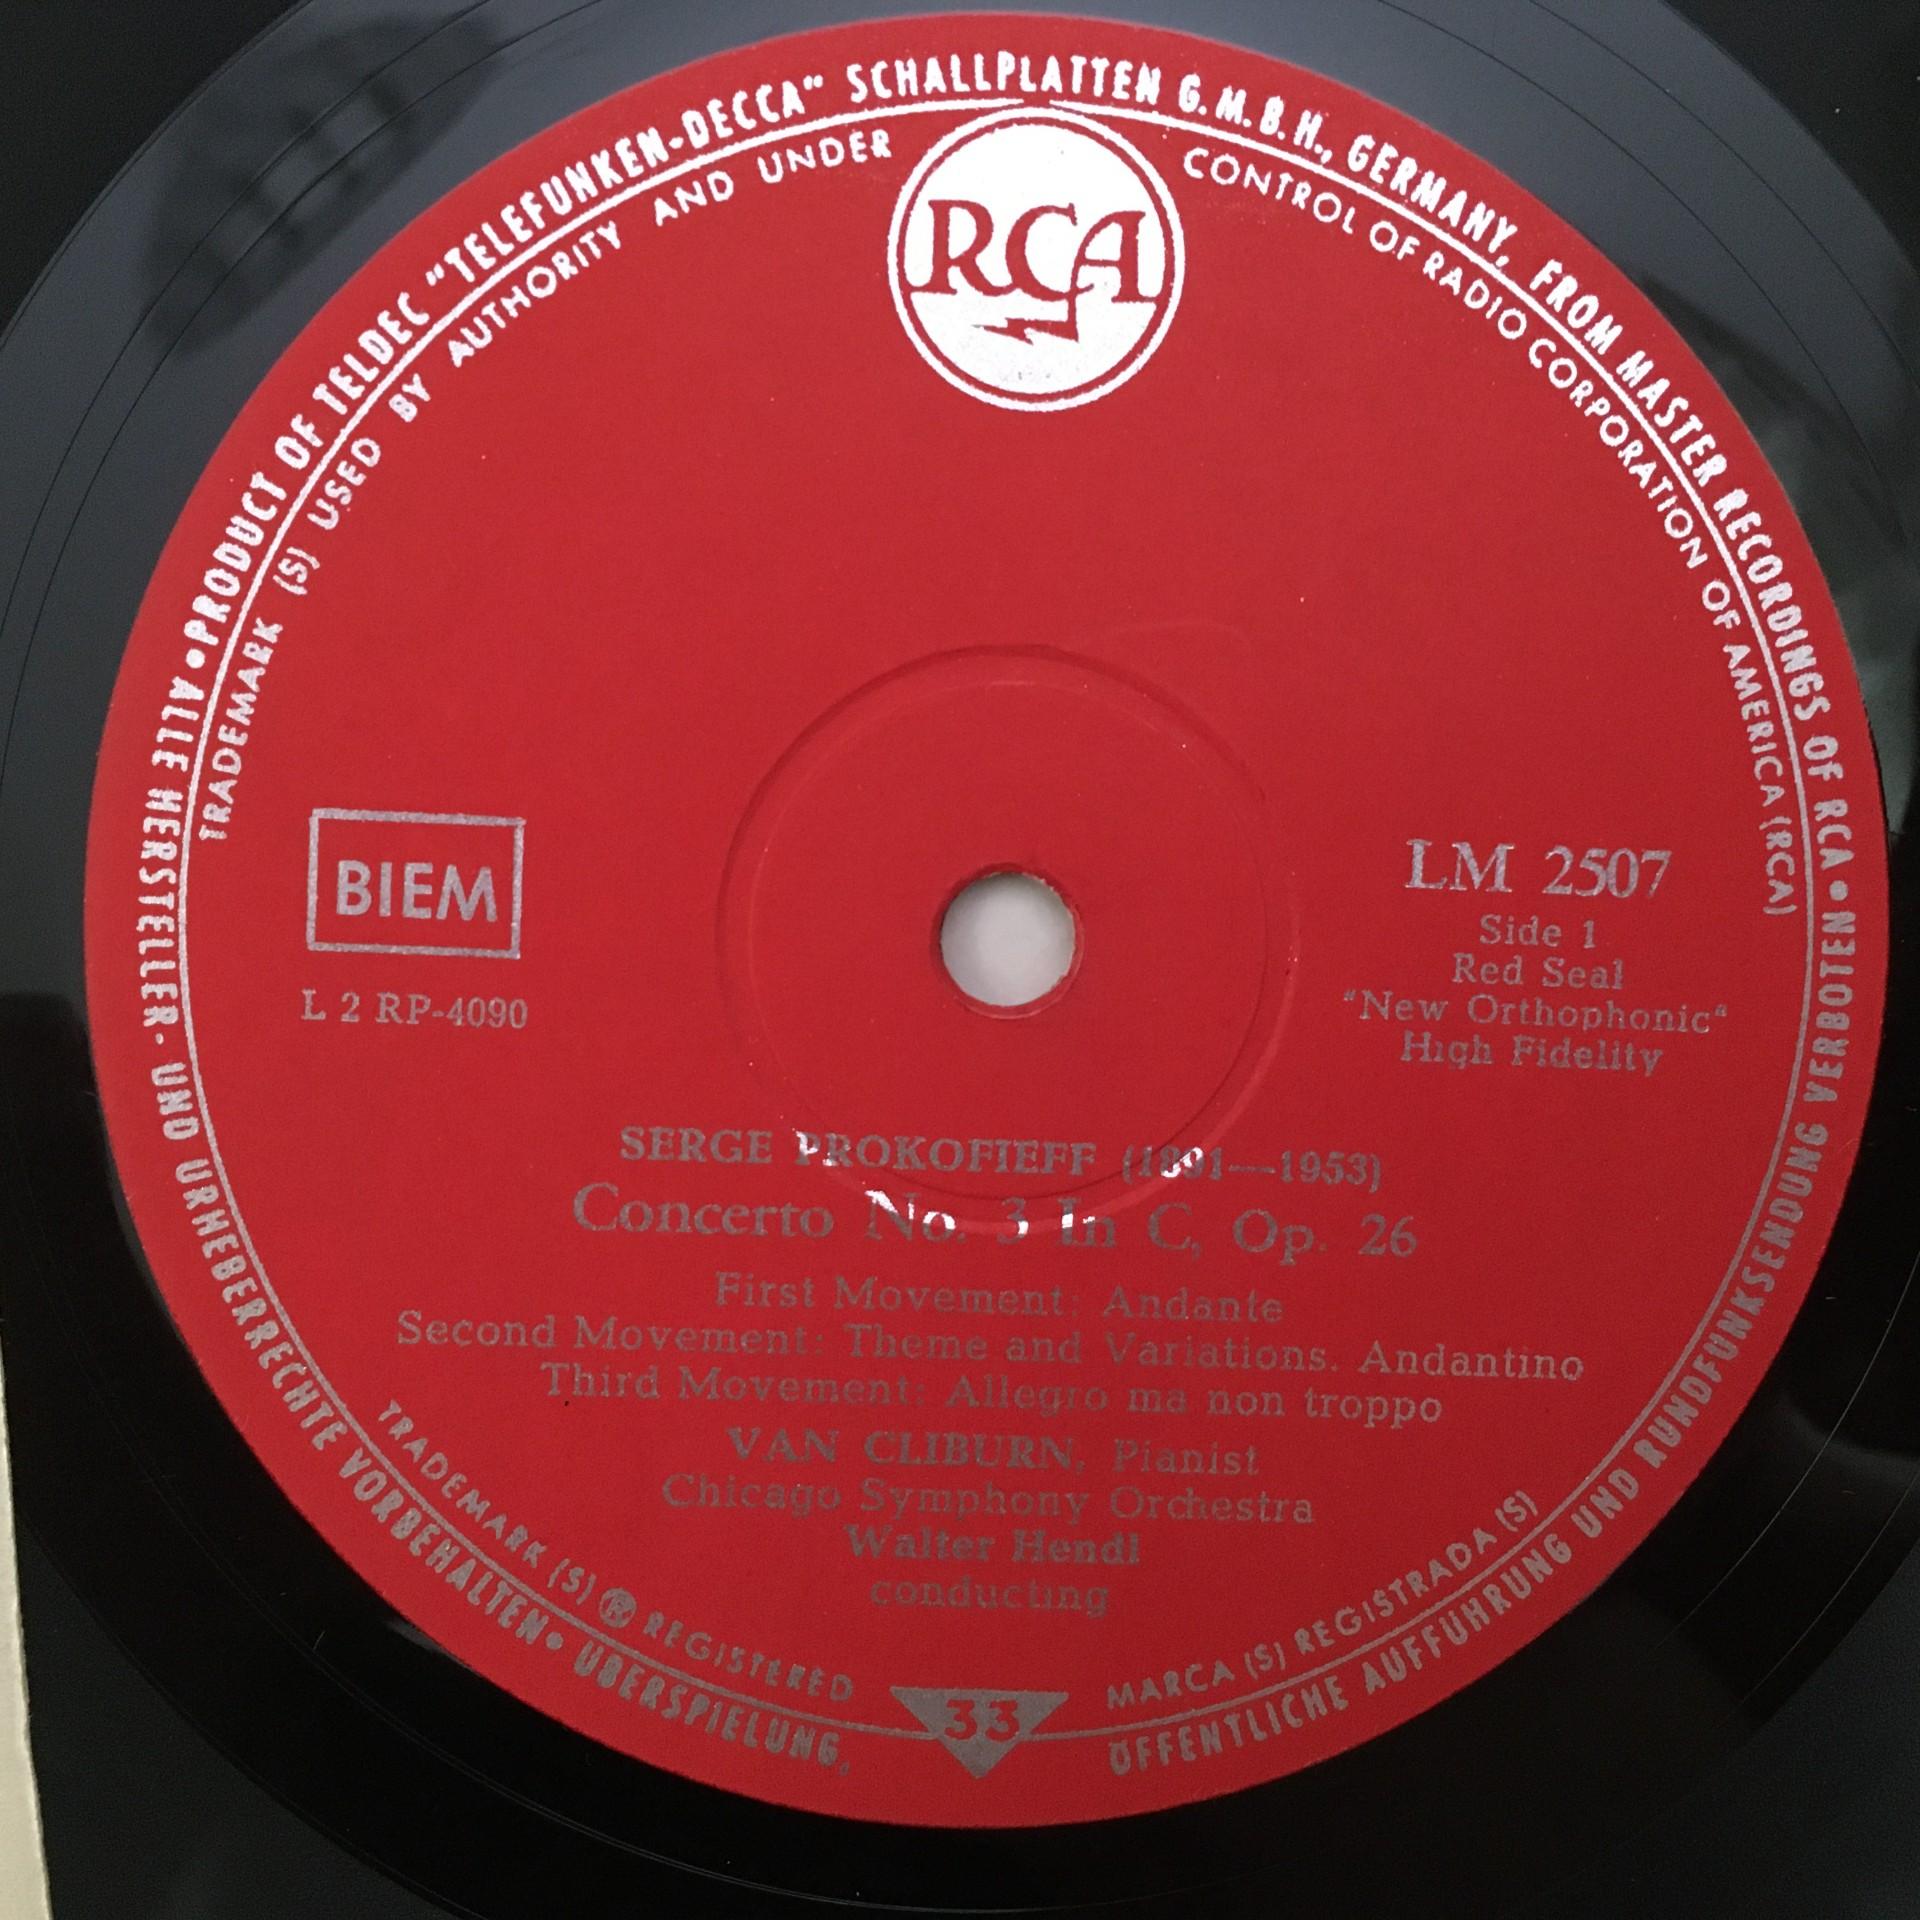 PRODUCT OF TELDEC "TELEFUNKEN-DECCA" SCHALLPLATTEN G.M.B.H., GERMANY, FROM MASTER RECORDINGS OF RCA •
TRADEMARK (S) USED BY AUTHORITY AND UNDER CONTROL OF RADIO CORPORATION OF AMERICA (RCA)
RCA
BIEM
L 2 RP-4090
LM 2507
Side 1
Red Seal
"New Orthophonic"
High Fidelity
SERGE PROKOFIEFF (1891—1953)
Concerto No. 3 In C, Op. 26
First Movement: Andante
Second Movement: Theme and Variations. Andantino
Third Movement: Allegro ma non troppo
VAN CLIBURN, Pianist
Chicago Symphony Orchestra
Walter Hendl
conducting
TRADEMARK (S) ® REGISTERED
MARCA (S) REGISTRADA (S)
33
ALLE HERSTELLER- UND URHEBERRECHTE VORBEHALTEN • ÜBERSPIELUNG, ÖFFENTLICHE AUFFÜHRUNG UND RUNDFUNKSENDUNG VERBOTEN •